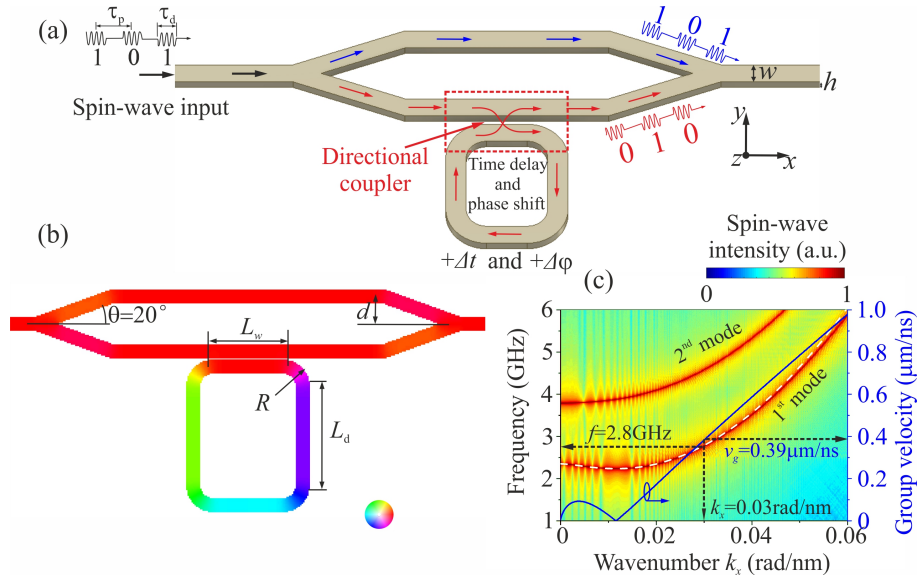 (a)
τp τd
1 0 1
1 0 1
Spin-wave input
w
h
Directional
coupler
0 1 0
Time delay
and
phase shift
y
z x
+Δt and +Δφ
(b)
θ=20°
d
Lw
R
Ld
Spin-wave
intensity (a.u.)
0 1
(c)
Frequency (GHz)
6
5
4
3
2
1
2nd mode
1st mode
f=2.8GHz
vg=0.39μm/ns
kx=0.03rad/nm
1.0
0.8
0.6
0.4
0.2
0
Group velocity (μm/ns)
0 0.02 0.04 0.06
Wavenumber kx (rad/nm)